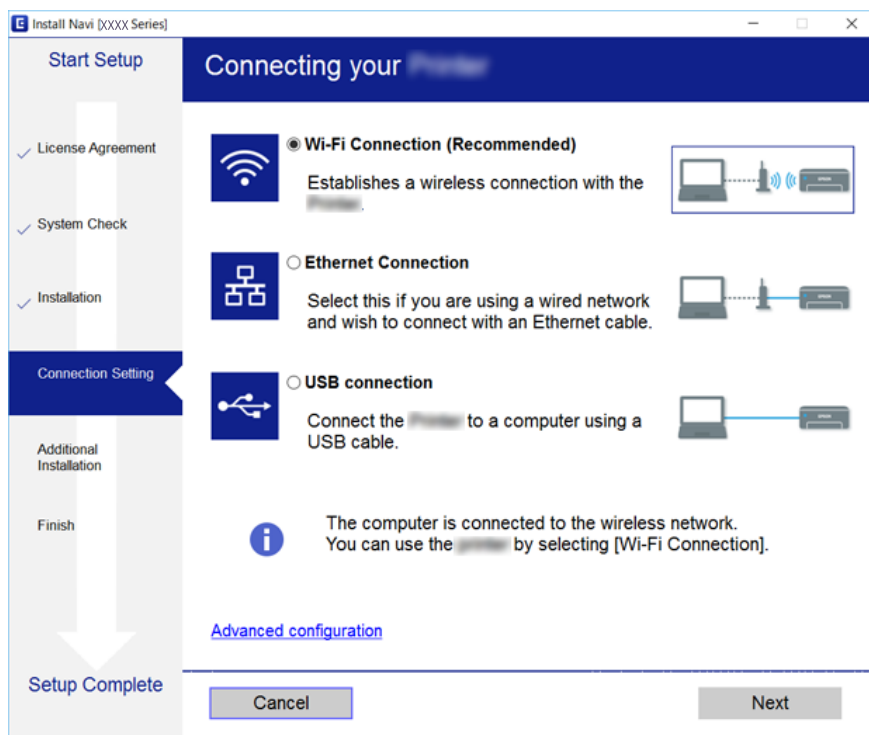 Install Navi [XXXX Series]
Start Setup
License Agreement
System Check
Installation
Connection Setting
Additional
Installation
Finish
Setup Complete
Connecting your
Wi-Fi Connection (Recommended)
Establishes a wireless connection with the
.
Ethernet Connection
Select this if you are using a wired network
and wish to connect with an Ethernet cable.
USB connection
Connect the to a computer using a
USB cable.
The computer is connected to the wireless network.
You can use the by selecting [Wi-Fi Connection].
Advanced configuration
Cancel
Next